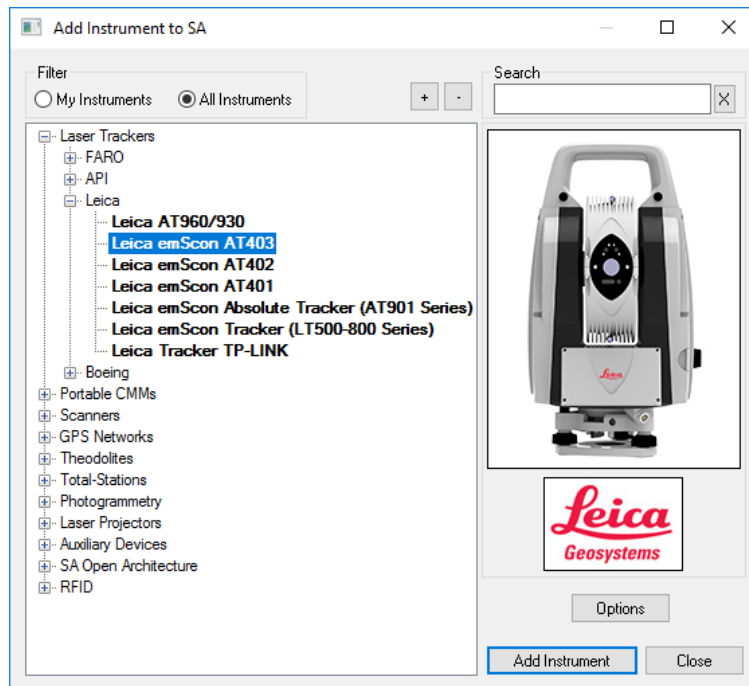 Add Instrument to SA
Filter
My Instruments
All Instruments
+
-
Search
X
Laser Trackers
FARO
API
Leica
Leica AT960/930
Leica emScon AT403
Leica emScon AT402
Leica emScon AT401
Leica emScon Absolute Tracker (AT901 Series)
Leica emScon Tracker (LT500-800 Series)
Leica Tracker TP-LINK
Boeing
Portable CMMs
Scanners
GPS Networks
Theodolites
Total-Stations
Photogrammetry
Laser Projectors
Auxiliary Devices
SA Open Architecture
RFID
Leica
Leica
Geosystems
Options
Add Instrument
Close